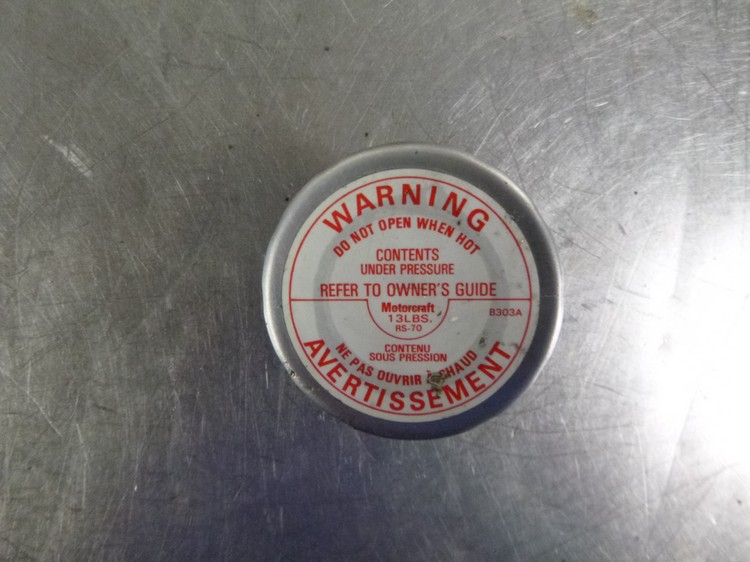 WARNING
DO NOT OPEN WHEN HOT
CONTENTS
UNDER PRESSURE
REFER TO OWNER'S GUIDE
Motorcraft
13LBS.
RS-70
B303A
CONTENU
SOUS PRESSION
NE PAS OUVRIR À CHAUD
AVERTISSEMENT